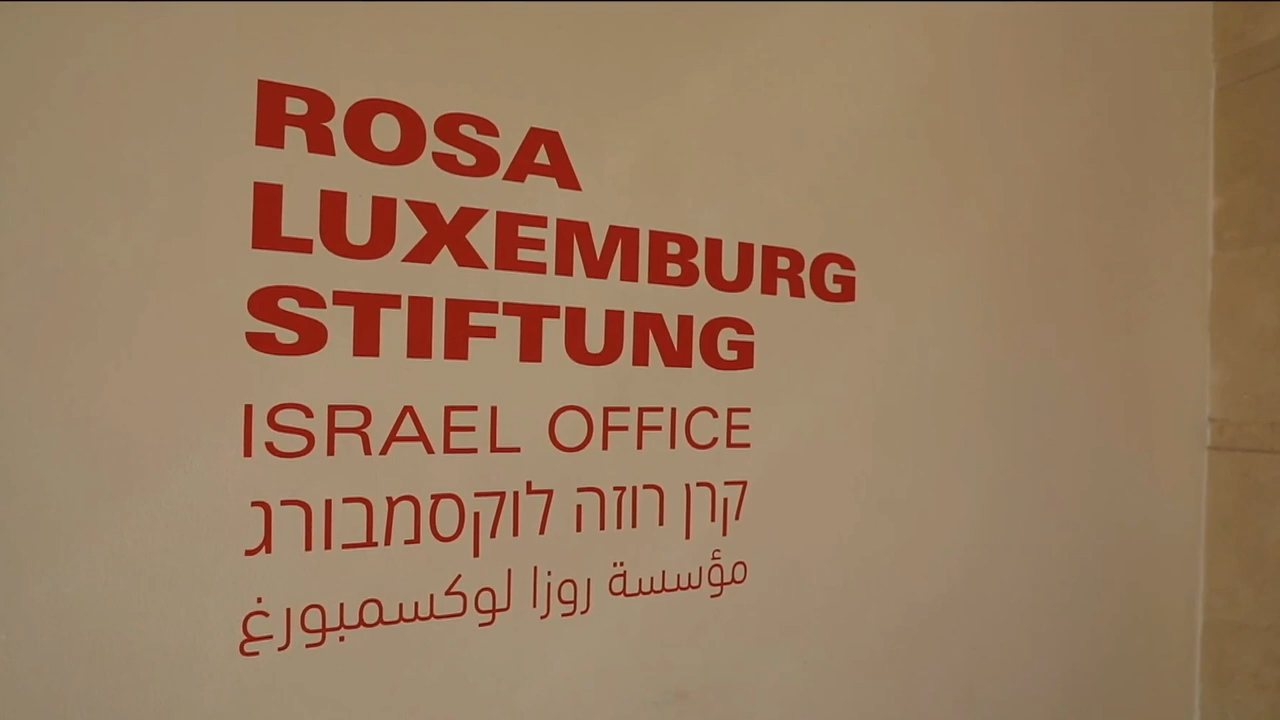 ROSA
LUXEMBURG
STIFTUNG
ISRAEL OFFICE
קרן רוזה לוקסמבורג
مؤسسة روزا لوكسمبورغ